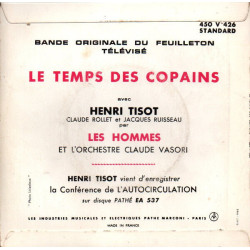 450 V 426
STANDARD
BANDE ORIGINALE DU FEUILLETON
TÉLÉVISÉ
LE TEMPS DES COPAINS
avec
HENRI TISOT
CLAUDE ROLLET et JACQUES RUISSEAU
par
LES HOMMES
ET L'ORCHESTRE CLAUDE VASORI
HENRI TISOT vient d'enregistrer
la Conférence de L'AUTOCIRCULATION
sur disque PATHÉ EA 537
LES INDUSTRIES MUSICALES ET ELECTRIQUES PATHE MARCONI - PARIS
MADE IN FRANCE